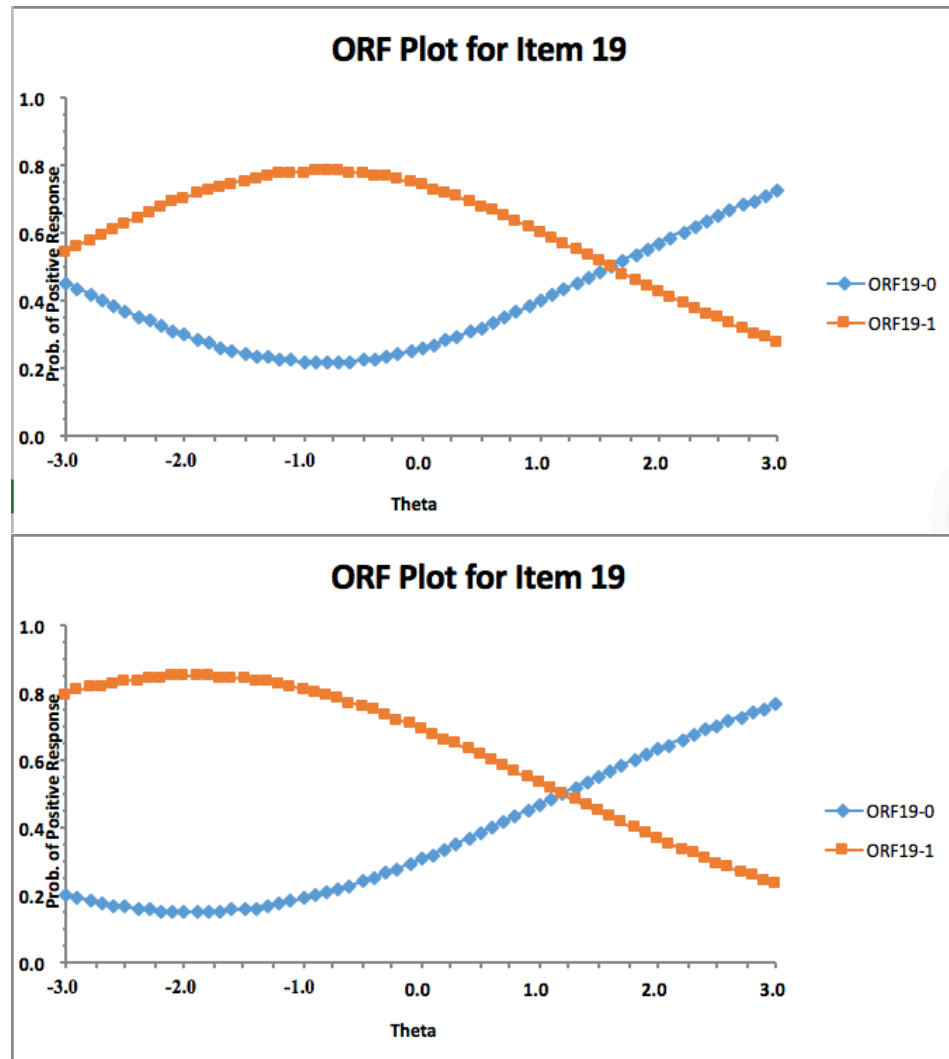 ORF Plot for Item 19
1.0
0.8
0.6
0.4
0.2
0.0
Prob. of Positive Response
-3.0 -2.0 -1.0 0.0 1.0 2.0 3.0
Theta
ORF19-0
ORF19-1
ORF Plot for Item 19
1.0
0.8
0.6
0.4
0.2
0.0
Prob. of Positive Response
-3.0 -2.0 -1.0 0.0 1.0 2.0 3.0
Theta
ORF19-0
ORF19-1